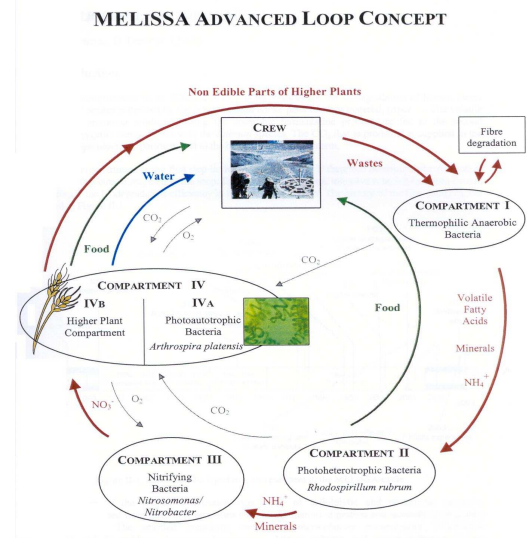 MELISSA ADVANCED LOOP CONCEPT
Non Edible Parts of Higher Plants
CREW
Fibre
degradation
Wastes
Water
COMPARTMENT I
Thermophilic Anaerobic
Bacteria
CO₂
O₂
Food
CO₂
COMPARTMENT IV
IVB
Higher Plant
Compartment
IVA
Photoautotrophic
Bacteria
Arthrospira platensis
Food
Volatile
Fatty
Acids
Minerals
NH₄⁺
NO₃⁻
O₂
CO₂
COMPARTMENT III
Nitrifying
Bacteria
Nitrosomonas/
Nitrobacter
COMPARTMENT II
Photoheterotrophic Bacteria
Rhodospirillum rubrum
NH₄⁺
Minerals